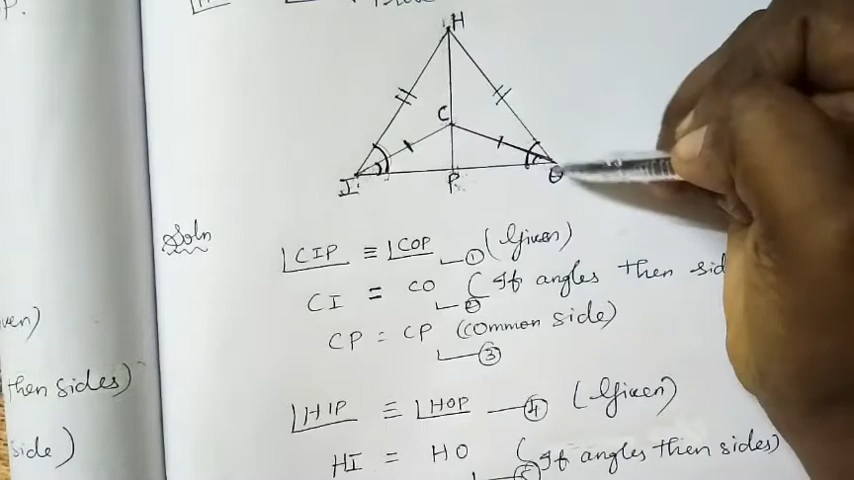 P.
H
C
I
P
O
Soln
∠CIP ≡ ∠COP —① (Given)
CI = CO —② (If angles then sid
CP = CP (Common side)
—③
∠HIP ≡ ∠HOP —④ (Given)
HI = HO (If angles then sides)
ven)
then sides)
side)